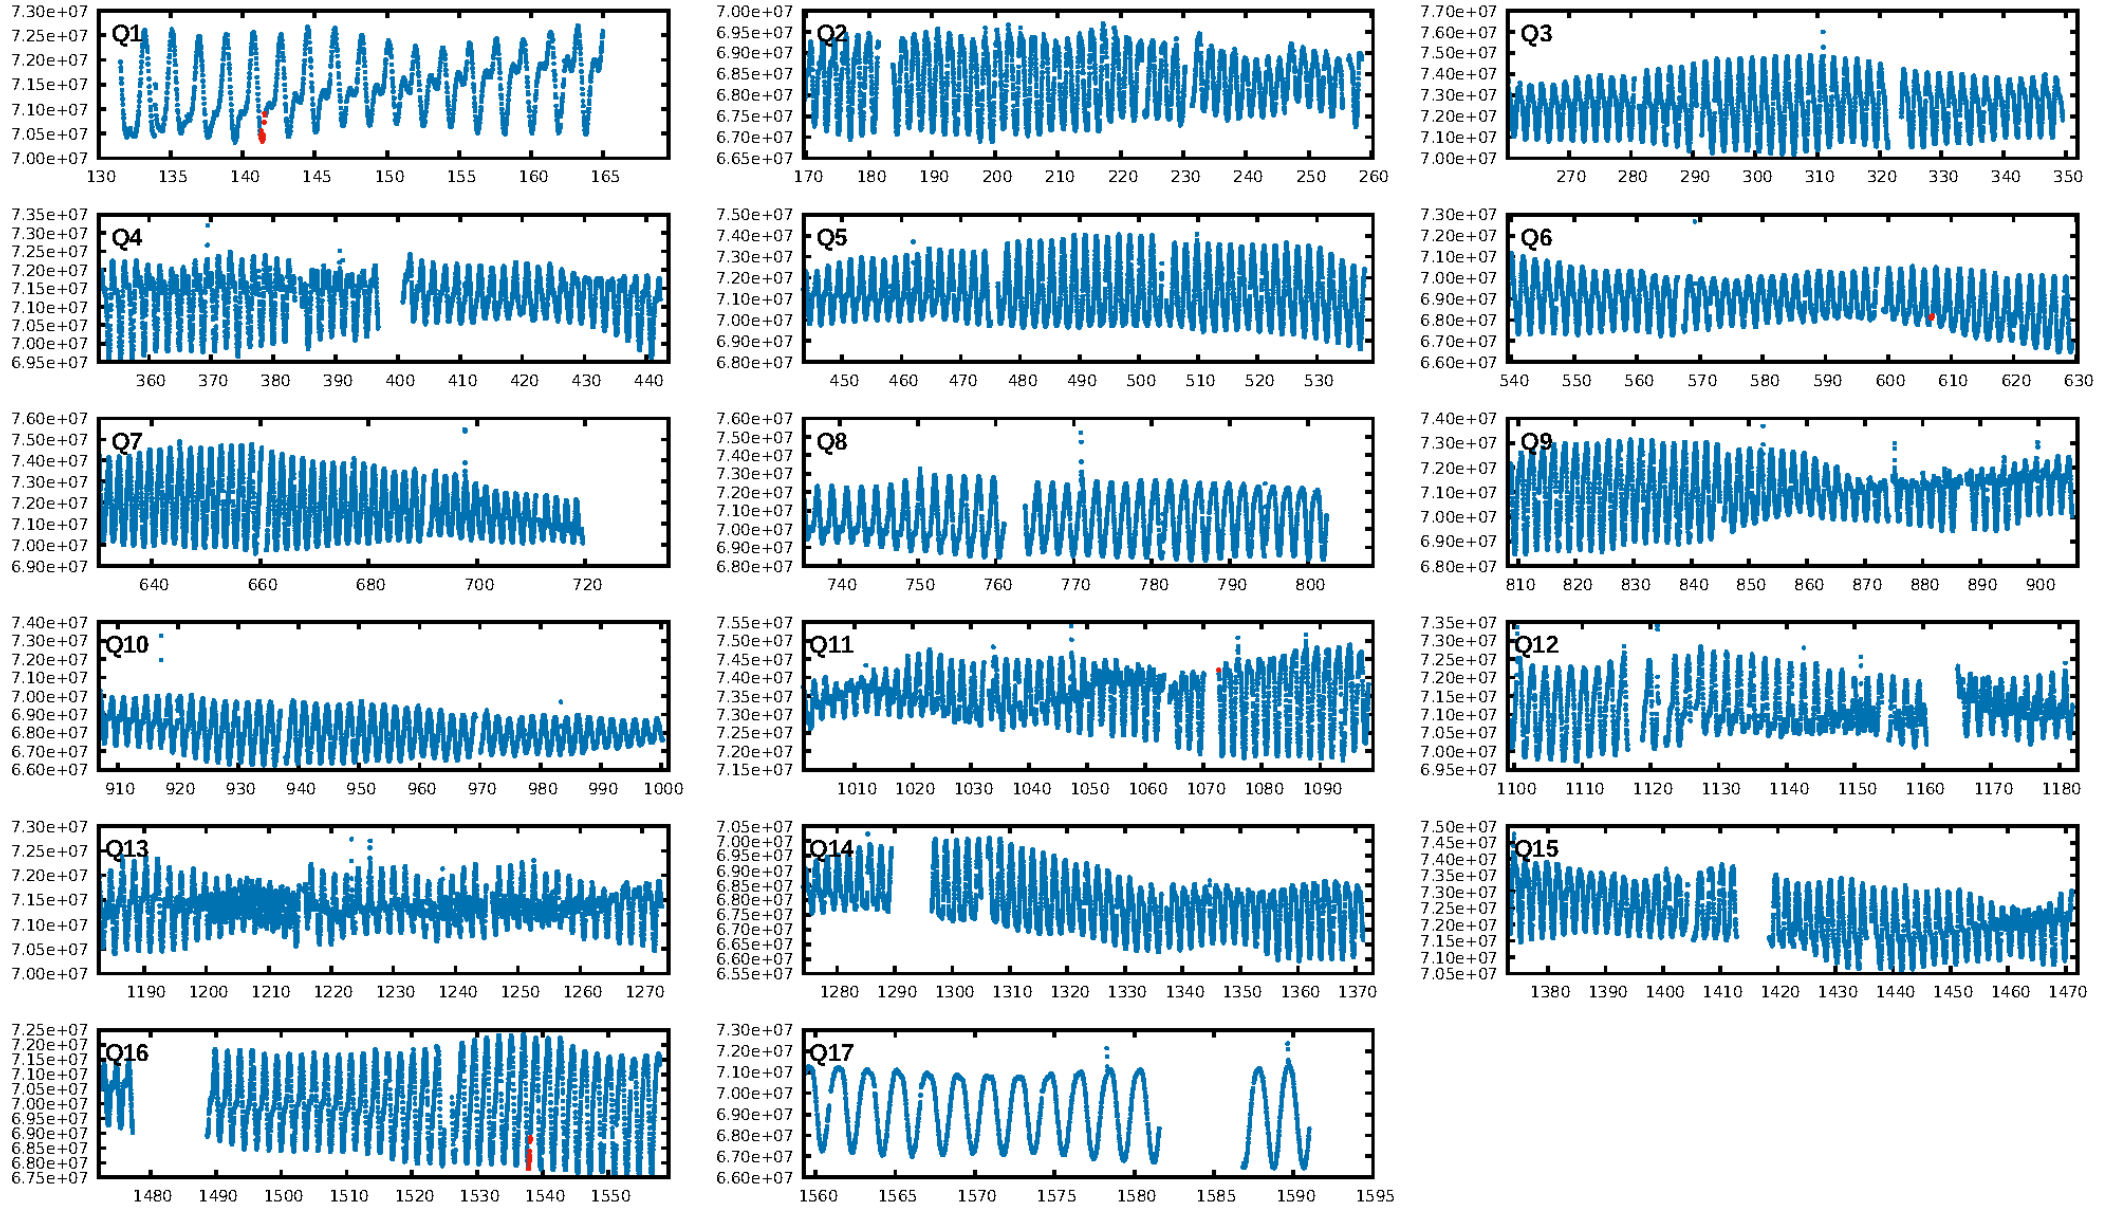 7.30e+07 7.25e+07 7.20e+07 7.15e+07 7.10e+07 7.05e+07 7.00e+07
Q1
130 135 140 145 150 155 160 165
7.00e+07 6.95e+07 6.90e+07 6.85e+07 6.80e+07 6.75e+07 6.70e+07 6.65e+07
Q2
170 180 190 200 210 220 230 240 250 260
7.70e+07 7.60e+07 7.50e+07 7.40e+07 7.30e+07 7.20e+07 7.10e+07 7.00e+07
Q3
270 280 290 300 310 320 330 340 350
7.35e+07 7.30e+07 7.25e+07 7.20e+07 7.15e+07 7.10e+07 7.05e+07 7.00e+07 6.95e+07
Q4
360 370 380 390 400 410 420 430 440
7.50e+07 7.40e+07 7.30e+07 7.20e+07 7.10e+07 7.00e+07 6.90e+07 6.80e+07
Q5
450 460 470 480 490 500 510 520 530
7.30e+07 7.20e+07 7.10e+07 7.00e+07 6.90e+07 6.80e+07 6.70e+07 6.60e+07
Q6
540 550 560 570 580 590 600 610 620 630
7.60e+07 7.50e+07 7.40e+07 7.30e+07 7.20e+07 7.10e+07 7.00e+07 6.90e+07
Q7
640 660 680 700 720
7.60e+07 7.50e+07 7.40e+07 7.30e+07 7.20e+07 7.10e+07 7.00e+07 6.90e+07 6.80e+07
Q8
740 750 760 770 780 790 800
7.40e+07 7.30e+07 7.20e+07 7.10e+07 7.00e+07 6.90e+07 6.80e+07
Q9
810 820 830 840 850 860 870 880 890 900
7.40e+07 7.30e+07 7.20e+07 7.10e+07 7.00e+07 6.90e+07 6.80e+07 6.70e+07 6.60e+07
Q10
910 920 930 940 950 960 970 980 990 1000
7.55e+07 7.50e+07 7.45e+07 7.40e+07 7.35e+07 7.30e+07 7.25e+07 7.20e+07 7.15e+07
Q11
1010 1020 1030 1040 1050 1060 1070 1080 1090
7.35e+07 7.30e+07 7.25e+07 7.20e+07 7.15e+07 7.10e+07 7.05e+07 7.00e+07 6.95e+07
Q12
1100 1110 1120 1130 1140 1150 1160 1170 1180
7.30e+07 7.25e+07 7.20e+07 7.15e+07 7.10e+07 7.05e+07 7.00e+07
Q13
1190 1200 1210 1220 1230 1240 1250 1260 1270
7.05e+07 7.00e+07 6.95e+07 6.90e+07 6.85e+07 6.80e+07 6.75e+07 6.70e+07 6.65e+07 6.60e+07 6.55e+07
Q14
1280 1290 1300 1310 1320 1330 1340 1350 1360 1370
7.50e+07 7.45e+07 7.40e+07 7.35e+07 7.30e+07 7.25e+07 7.20e+07 7.15e+07 7.10e+07 7.05e+07
Q15
1380 1390 1400 1410 1420 1430 1440 1450 1460 1470
7.25e+07 7.20e+07 7.15e+07 7.10e+07 7.05e+07 7.00e+07 6.95e+07 6.90e+07 6.85e+07 6.80e+07 6.75e+07
Q16
1480 1490 1500 1510 1520 1530 1540 1550
7.30e+07 7.20e+07 7.10e+07 7.00e+07 6.90e+07 6.80e+07 6.70e+07 6.60e+07
Q17
1560 1565 1570 1575 1580 1585 1590 1595